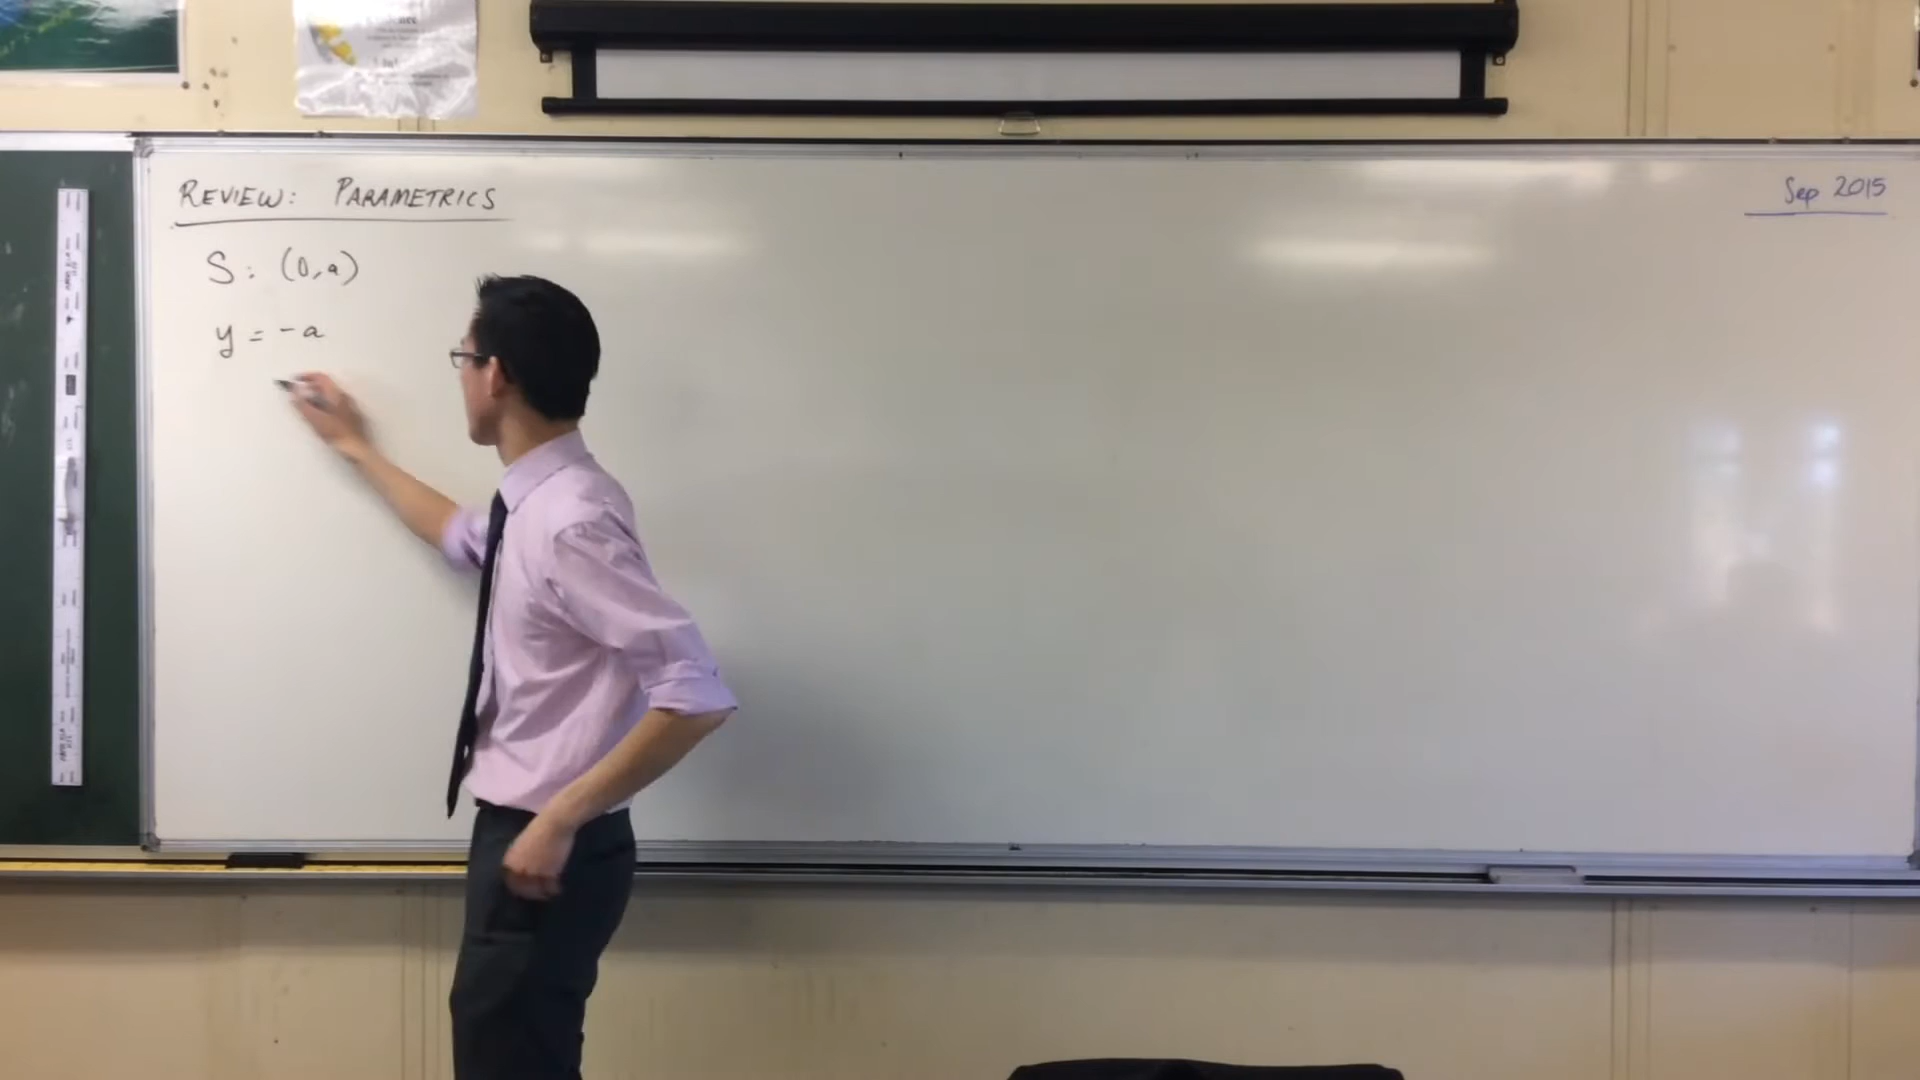 REVIEW: PARAMETRICS
Sep 2015
S: (0,a)
y = -a